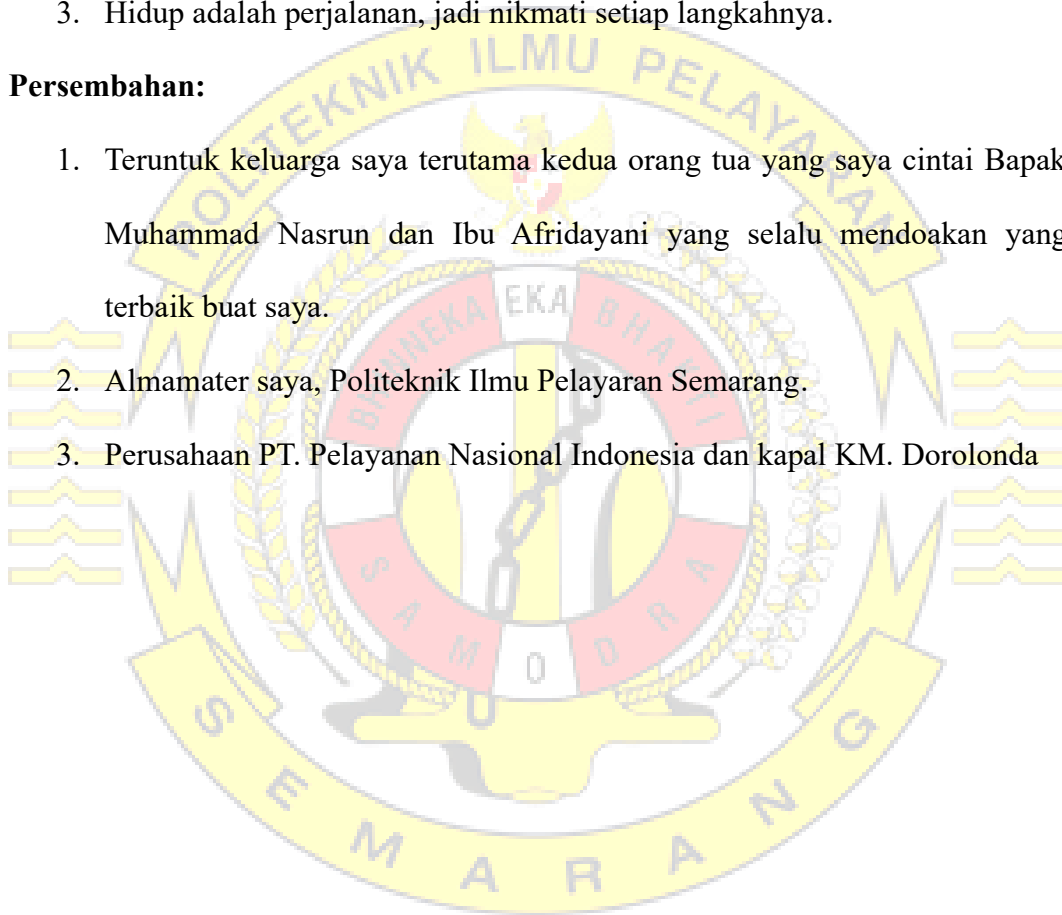 3. Hidup adalah perjalanan, jadi nikmati setiap langkahnya.
Persembahan:
1. Teruntuk keluarga saya terutama kedua orang tua yang saya cintai Bapak
Muhammad Nasrun dan Ibu Afridayani yang selalu mendoakan yang
terbaik buat saya.
2. Almamater saya, Politeknik Ilmu Pelayaran Semarang.
3. Perusahaan PT. Pelayanan Nasional Indonesia dan kapal KM. Dorolonda
POLITEKNIK ILMU PELAYARAN
BHINNEKA EKA BHAKTI
SAMODRA
SEMARANG